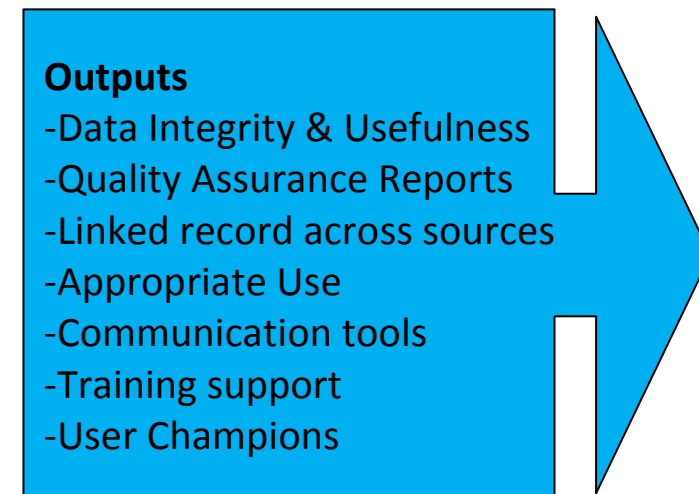 Outputs
-Data Integrity & Usefulness
-Quality Assurance Reports
-Linked record across sources
-Appropriate Use
-Communication tools
-Training support
-User Champions